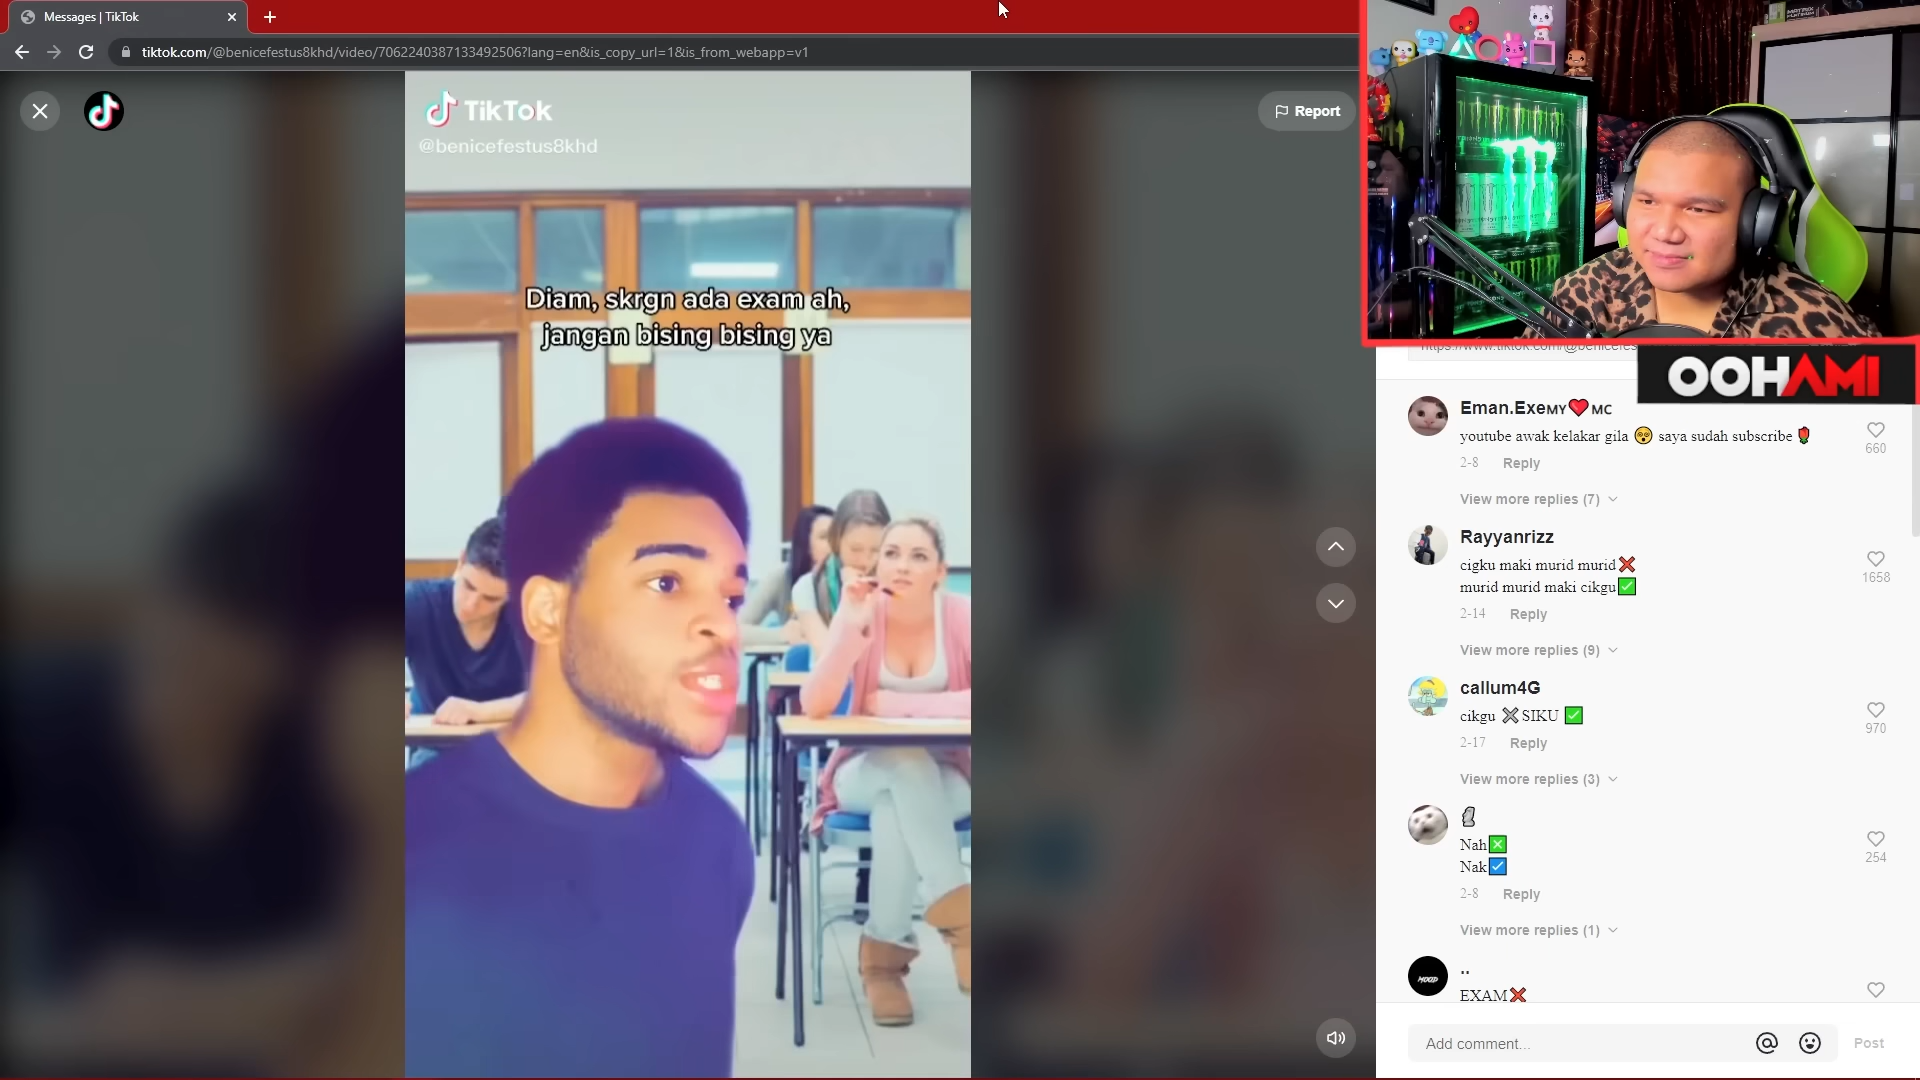 Messages | TikTok
tiktok.com/@benicefestus8khd/video/7062240387133492506?lang=en&is_copy_url=1&is_from_webapp=v1
TikTok
@benicefestus8khd
Report
Diam, skrgn ada exam ah,
jangan bising bising ya
OOHAMI
Eman.Exeᴍʏ❤️ᴍᴄ
youtube awak kelakar gila 😵 saya sudah subscribe🌹
660
2-8 Reply
View more replies (7)
Rayyanrizz
cigku maki murid murid❌
murid murid maki cikgu✅
1658
2-14 Reply
View more replies (9)
callum4G
cikgu ✖SIKU ✅
970
2-17 Reply
View more replies (3)
🗿
Nah❎
Nak☑️
254
2-8 Reply
View more replies (1)
..
EXAM❌
MOOD
Add comment...
Post